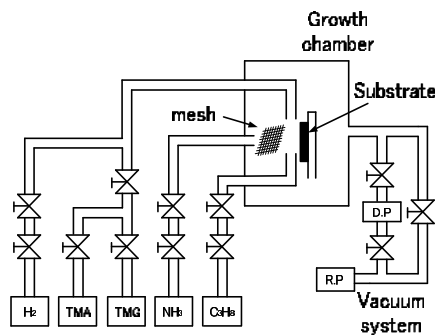 Growth
chamber
Substrate
mesh
D.P
R.P
Vacuum
system
H2
TMA
TMG
NH3
C3H8